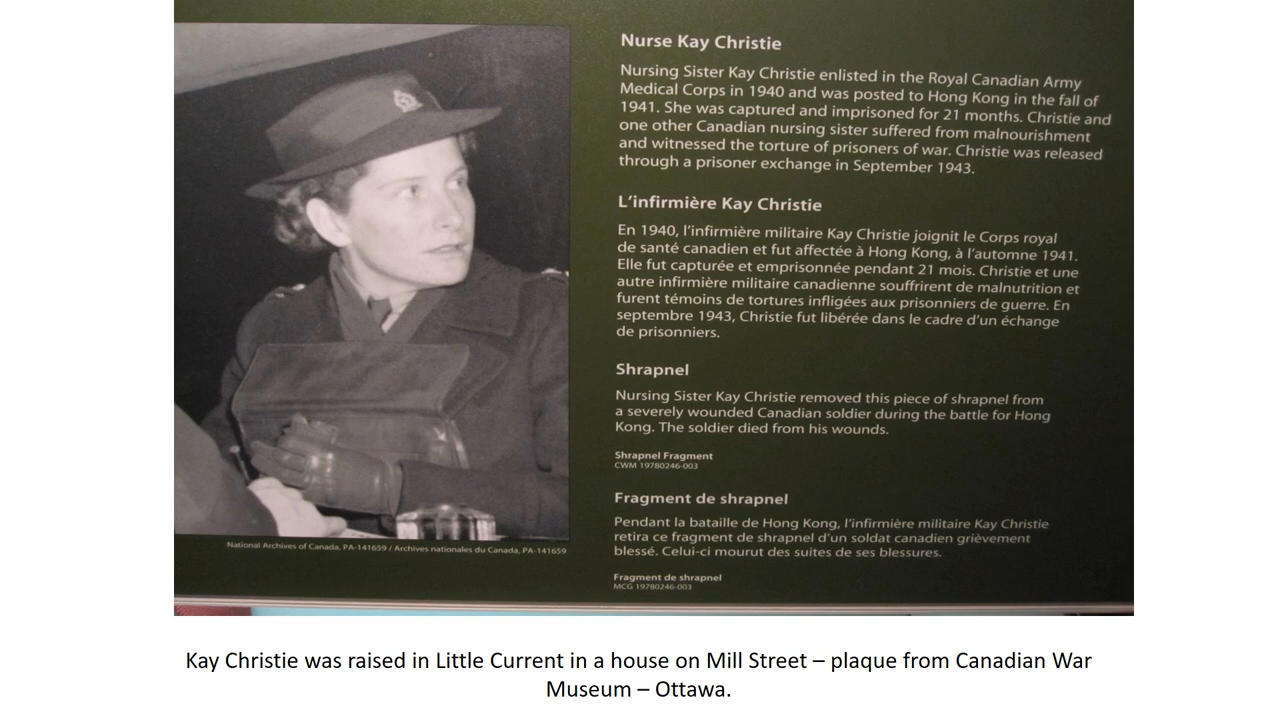 Nurse Kay Christie
Nursing Sister Kay Christie enlisted in the Royal Canadian Army
Medical Corps in 1940 and was posted to Hong Kong in the fall of
1941. She was captured and imprisoned for 21 months. Christie and
one other Canadian nursing sister suffered from malnourishment
and witnessed the torture of prisoners of war. Christie was released
through a prisoner exchange in September 1943.
L'infirmière Kay Christie
En 1940, l'infirmière militaire Kay Christie joignit le Corps royal
de santé canadien et fut affectée à Hong Kong, à l'automne 1941.
Elle fut capturée et emprisonnée pendant 21 mois. Christie et une
autre infirmière militaire canadienne souffrirent de malnutrition et
furent témoins de tortures infligées aux prisonniers de guerre. En
septembre 1943, Christie fut libérée dans le cadre d'un échange
de prisonniers.
Shrapnel
Nursing Sister Kay Christie removed this piece of shrapnel from
a severely wounded Canadian soldier during the battle for Hong
Kong. The soldier died from his wounds.
Shrapnel Fragment
CWM 19780246-003
Fragment de shrapnel
Pendant la bataille de Hong Kong, l'infirmière militaire Kay Christie
retira ce fragment de shrapnel d'un soldat canadien grièvement
blessé. Celui-ci mourut des suites de ses blessures.
Fragment de shrapnel
MCG 19780246-003
National Archives of Canada, PA-141659 / Archives nationales du Canada, PA-141659
Kay Christie was raised in Little Current in a house on Mill Street – plaque from Canadian War
Museum – Ottawa.